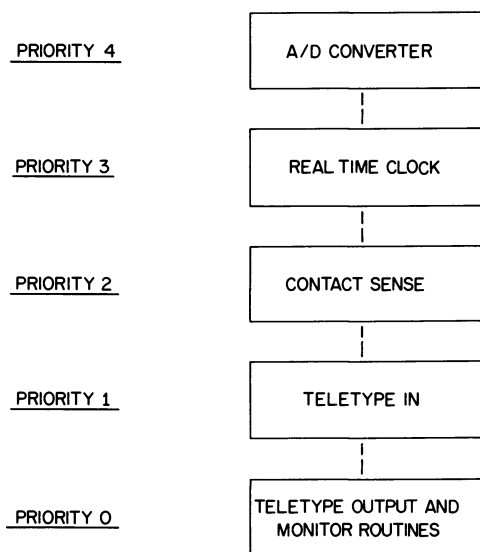 PRIORITY 4
A/D CONVERTER
PRIORITY 3
REAL TIME CLOCK
PRIORITY 2
CONTACT SENSE
PRIORITY 1
TELETYPE IN
PRIORITY 0
TELETYPE OUTPUT AND
MONITOR ROUTINES